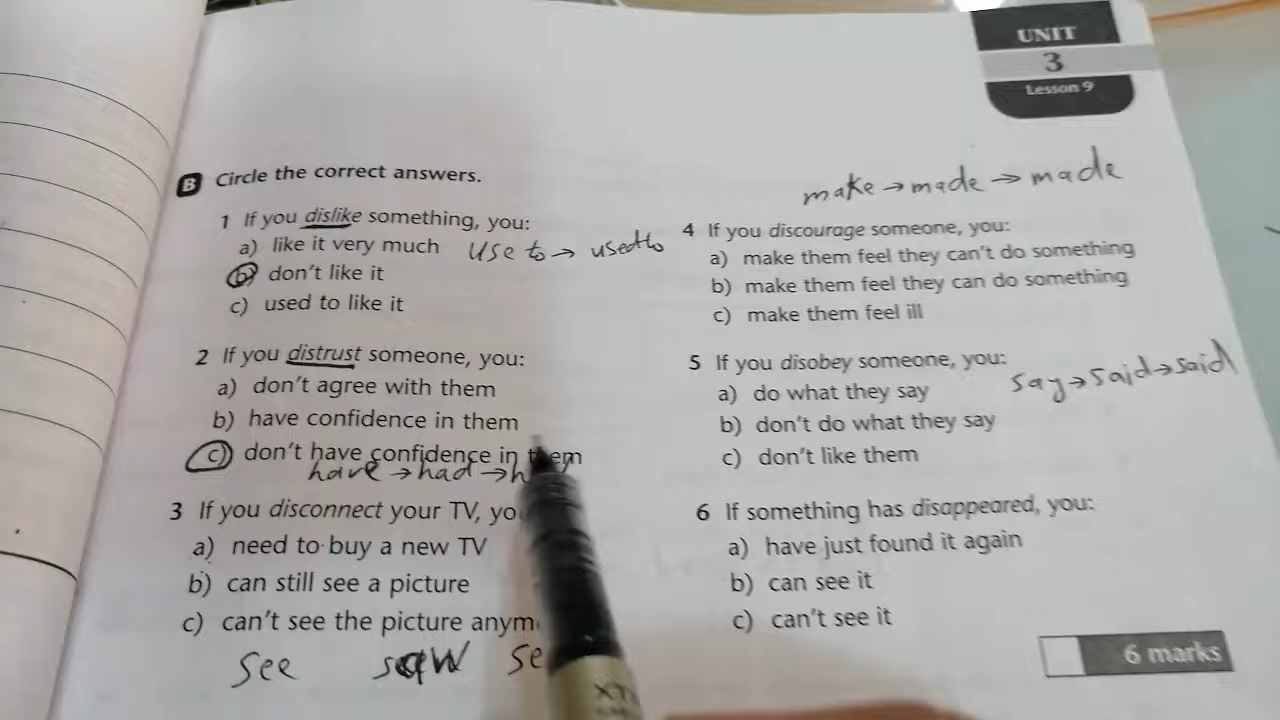 UNIT
3
Lesson 9
B Circle the correct answers.
make → made → made
1 If you dislike something, you:
a) like it very much
use to → used to
b) don't like it
c) used to like it
2 If you distrust someone, you:
a) don't agree with them
b) have confidence in them
c) don't have confidence in them
have → had →
3 If you disconnect your TV,
a) need to buy a new TV
b) can still see a picture
c) can't see the picture
see saw
4 If you discourage someone, you:
a) make them feel they can't do something
b) make them feel they can do something
c) make them feel ill
5 If you disobey someone, you:
say → said → said
a) do what they say
b) don't do what they say
c) don't like them
6 If something has disappeared, you:
a) have just found it again
b) can see it
c) can't see it
6 marks